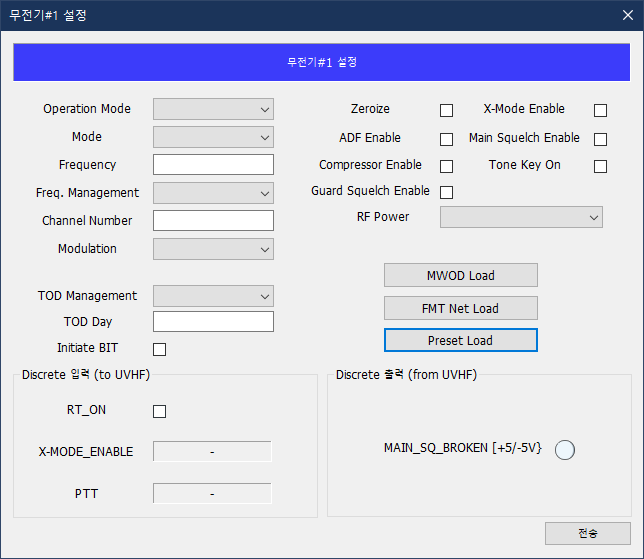 무전기#1 설정
무전기#1 설정
Operation Mode
Mode
Frequency
Freq. Management
Channel Number
Modulation
TOD Management
TOD Day
Initiate BIT
Zeroize
X-Mode Enable
ADF Enable
Main Squelch Enable
Compressor Enable
Tone Key On
Guard Squelch Enable
RF Power
MWOD Load
FMT Net Load
Preset Load
Discrete 입력 (to UVHF)
RT_ON
X-MODE_ENABLE
-
PTT
-
Discrete 출력 (from UVHF)
MAIN_SQ_BROKEN [+5/-5V}
전송